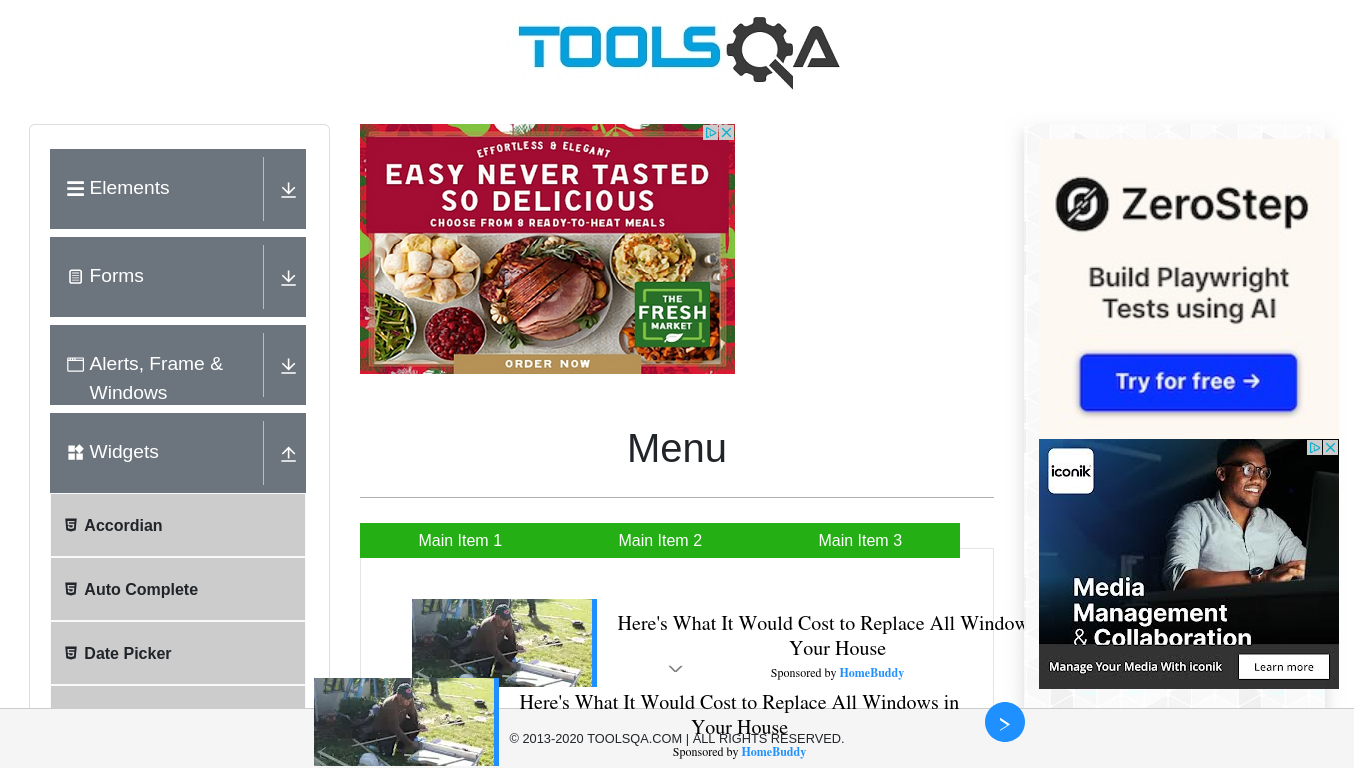 TOOLSQA
Elements
Forms
Alerts, Frame &
Windows
Widgets
Accordian
Auto Complete
Date Picker
EFFORTLESS & ELEGANT
EASY NEVER TASTED
SO DELICIOUS
CHOOSE FROM 8 READY-TO-HEAT MEALS
THE
FRESH
MARKET
ORDER NOW
Menu
Main Item 1
Main Item 2
Main Item 3
Here's What It Would Cost to Replace All Window
Your House
Sponsored by HomeBuddy
Here's What It Would Cost to Replace All Windows in
Your House
Sponsored by HomeBuddy
© 2013-2020 TOOLSQA.COM | ALL RIGHTS RESERVED.
ZeroStep
Build Playwright
Tests using AI
Try for free →
iconik
Media
Management
& Collaboration
Manage Your Media With iconik
Learn more